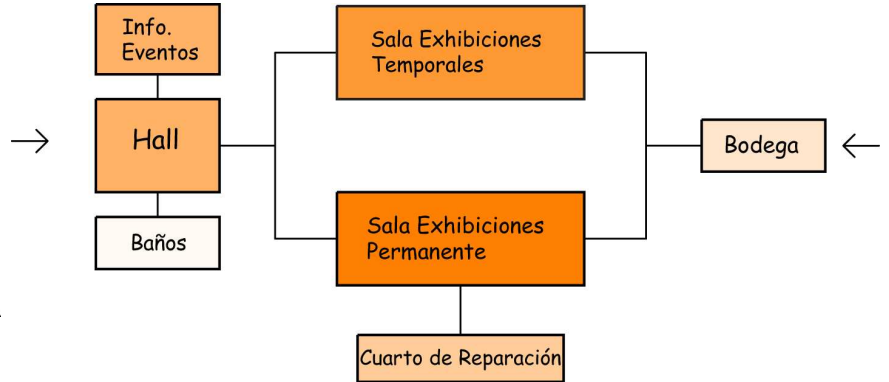 Info.
Eventos
Hall
Baños
Sala Exhibiciones
Temporales
Sala Exhibiciones
Permanente
Cuarto de Reparación
Bodega